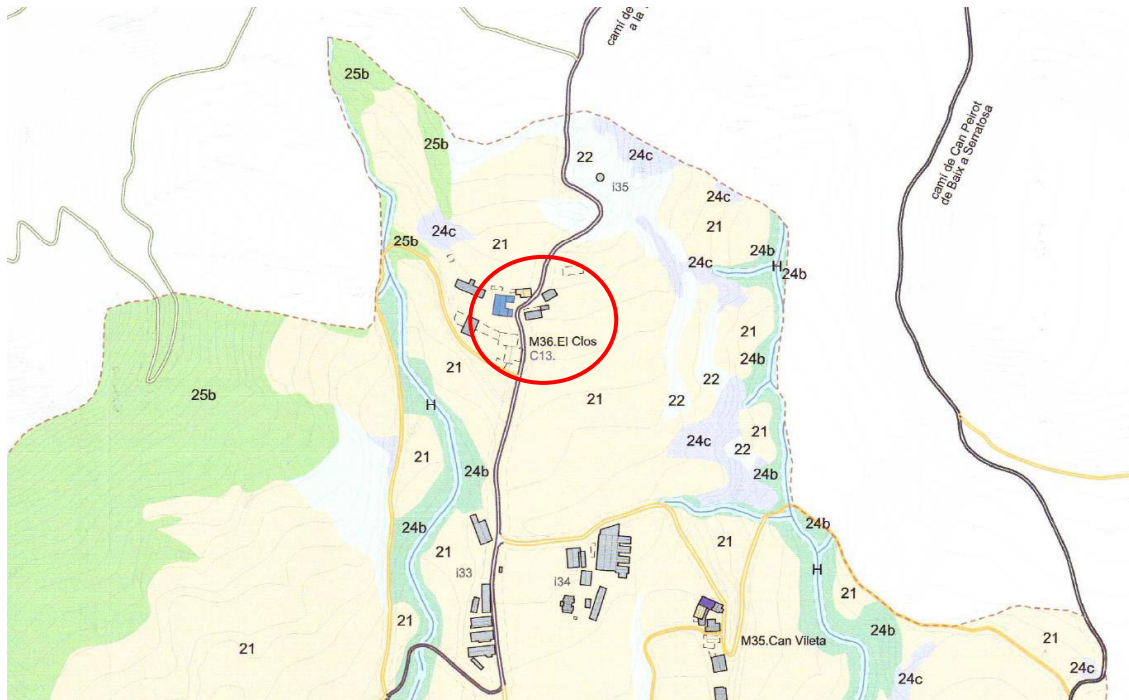 camí de
a la
25b
25b
22
24c
i35
24c
24c
21
21
25b
24b
H
24b
24c
camí de Can Peirot
de Baix a Serratosa
M36.El Clos
C13.
21
24b
21
25b
22
21
22
H
21
24c
22
21
24b
24b
24b
24b
21
21
i33
i34
H
21
21
24b
M35.Can Vileta
21
21
24c
24c